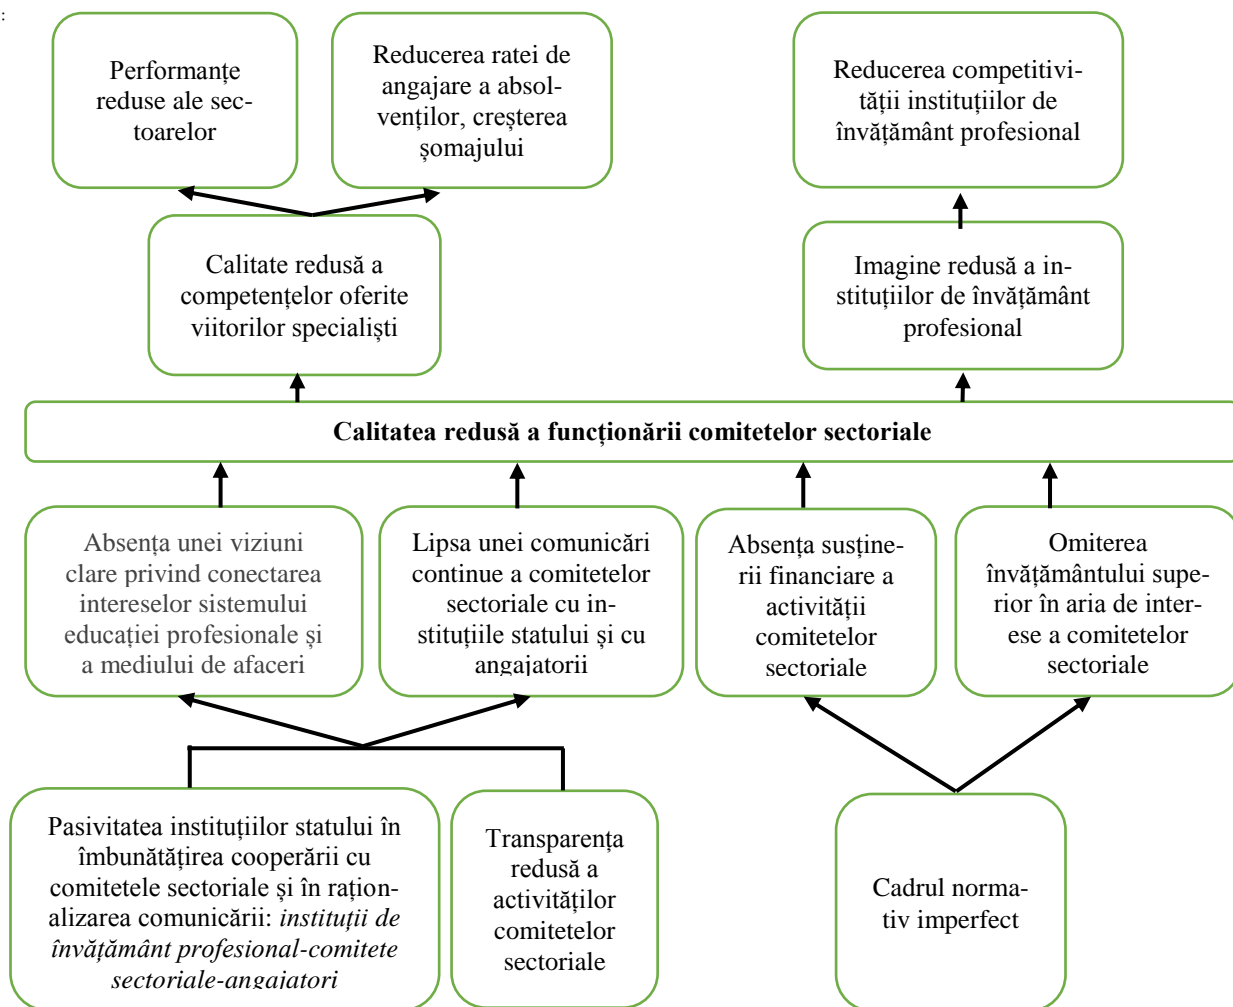 :
Performanțe
reduse ale sec-
toarelor
Reducerea ratei de
angajare a absol-
venților, creșterea
șomajului
Reducerea competitivi-
tății instituțiilor de
învățământ profesional
Calitate redusă a
competențelor oferite
viitorilor specialiști
Imagine redusă a in-
stituțiilor de învățământ
profesional
Calitatea redusă a funcționării comitetelor sectoriale
Absența unei viziuni
clare privind conectarea
intereselor sistemului
educației profesionale și
a mediului de afaceri
Lipsa unei comunicări
continue a comitetelor
sectoriale cu in-
stituțiile statului și cu
angajatorii
Absența susține-
rii financiare a
activității
comitetelor
sectoriale
Omiterea
învățământului supe-
rior în aria de inter-
ese a comitetelor
sectoriale
Pasivitatea instituțiilor statului în
îmbunătățirea cooperării cu
comitetele sectoriale și în rațion-
alizarea comunicării: instituții de
învățământ profesional-comitete
sectoriale-angajatori
Transparența
redusă a
activităților
comitetelor
sectoriale
Cadrul norma-
tiv imperfect